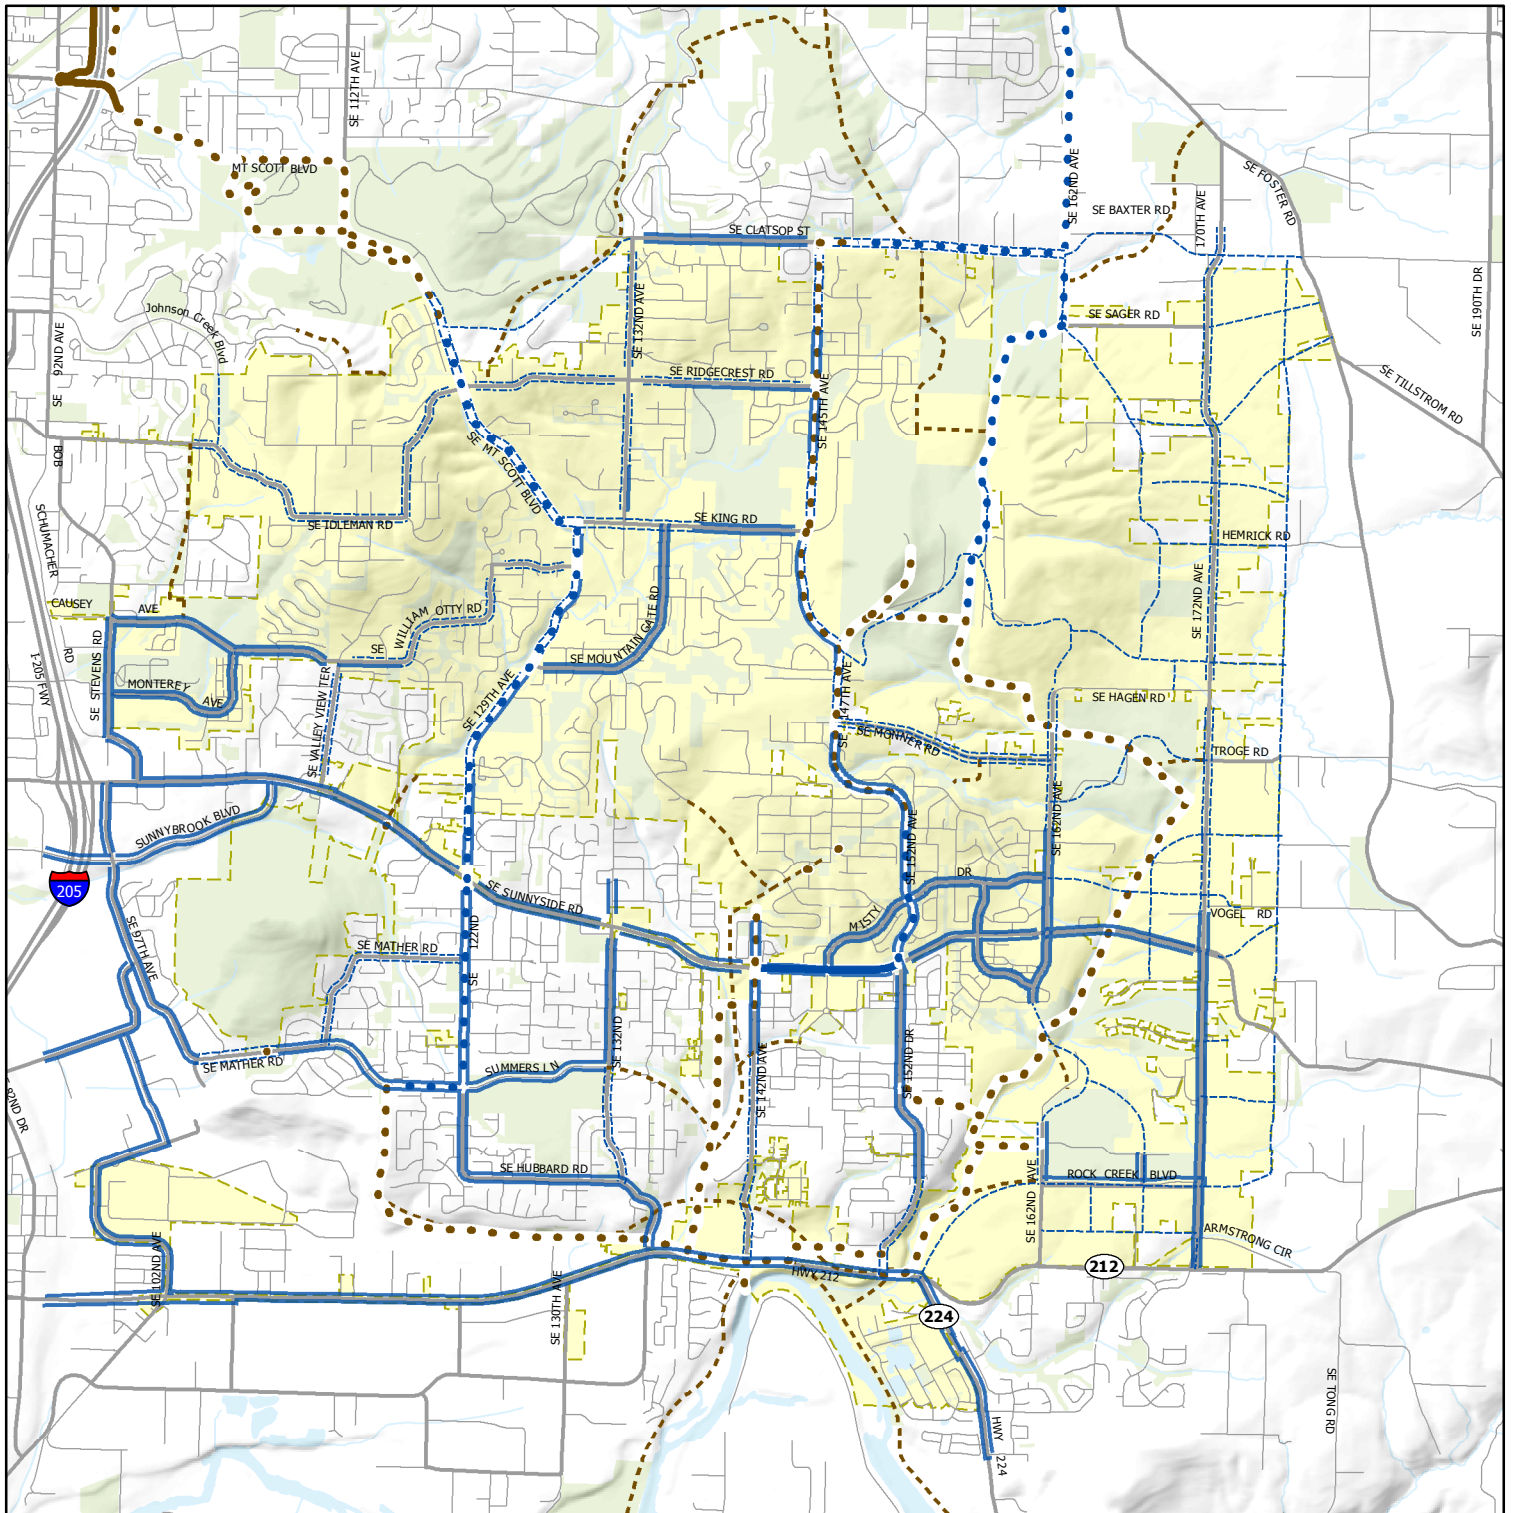 SE 112TH AVE
MT SCOTT BLVD
SE 162ND AVE
SE FOSTER RD
SE BAXTER RD
170TH AVE
SE CLATSOP ST
SE 190TH DR
Johnson Creek Blvd
SE 132ND AVE
SE SAGER RD
SE 92ND AVE
SE RIDGECREST RD
SE 145TH AVE
SE TILLSTROM RD
BOB
SCHUMACHER
RD
SE MT SCOTT BLVD
SE IDLEMAN RD
SE KING RD
HEMRICK RD
SE 172ND AVE
CAUSEY AVE
SE WILLIAM OTTY RD
SE MOUNTAIN GATE RD
I-205 FWY
SE STEVENS RD
MONTEREY AVE
SE VALLEY VIEW TER
SE 129TH AVE
SE 147TH AVE
SE HAGEN RD
SE MONNER RD
TROGE RD
SUNNYBROOK BLVD
SE 152ND AVE
SE 162ND AVE
205
SE SUNNYSIDE RD
MISTY DR
VOGEL RD
SE 97TH AVE
SE MATHER RD
SE 122ND
SE 132ND
SE MATHER RD
SUMMERS LN
SE 142ND AVE
SE 152ND DR
82ND DR
SE HUBBARD RD
SE 162ND AVE
ROCK CREEK BLVD
ARMSTRONG CIR
SE 102ND AVE
SE 130TH AVE
HWY 212
212
224
SE TONG RD
HWY 224